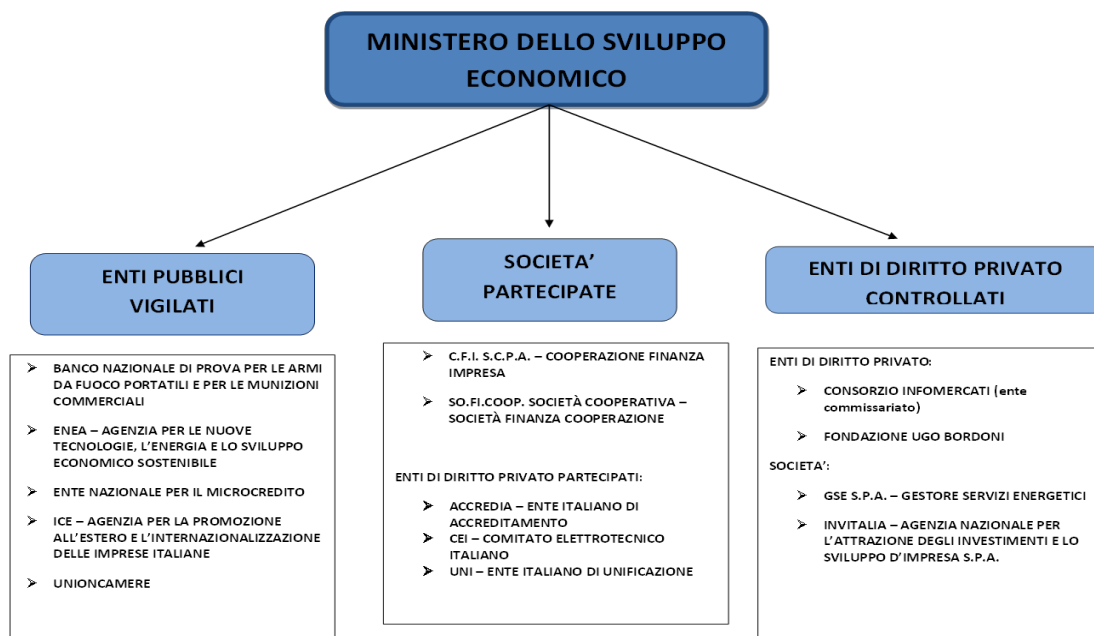 MINISTERO DELLO SVILUPPO
ECONOMICO
ENTI PUBBLICI
VIGILATI
BANCO NAZIONALE DI PROVA PER LE ARMI
DA FUOCO PORTATILI E PER LE MUNIZIONI
COMMERCIALI
ENEA – AGENZIA PER LE NUOVE
TECNOLOGIE, L’ENERGIA E LO SVILUPPO
ECONOMICO SOSTENIBILE
ENTE NAZIONALE PER IL MICROCREDITO
ICE – AGENZIA PER LA PROMOZIONE
ALL’ESTERO E L’INTERNAZIONALIZZAZIONE
DELLE IMPRESE ITALIANE
UNIONCAMERE
SOCIETA’
PARTECIPATE
C.F.I. S.C.P.A. – COOPERAZIONE FINANZA
IMPRESA
SO.FI.COOP. SOCIETÀ COOPERATIVA –
SOCIETÀ FINANZA COOPERAZIONE
ENTI DI DIRITTO PRIVATO PARTECIPATI:
ACCREDIA – ENTE ITALIANO DI
ACCREDITAMENTO
CEI – COMITATO ELETTROTECNICO
ITALIANO
UNI – ENTE ITALIANO DI UNIFICAZIONE
ENTI DI DIRITTO PRIVATO
CONTROLLATI
ENTI DI DIRITTO PRIVATO:
CONSORZIO INFOMERCATI (ente
commissariato)
FONDAZIONE UGO BORDONI
SOCIETA’:
GSE S.P.A. – GESTORE SERVIZI ENERGETICI
INVITALIA – AGENZIA NAZIONALE PER
L’ATTRAZIONE DEGLI INVESTIMENTI E LO
SVILUPPO D’IMPRESA S.P.A.